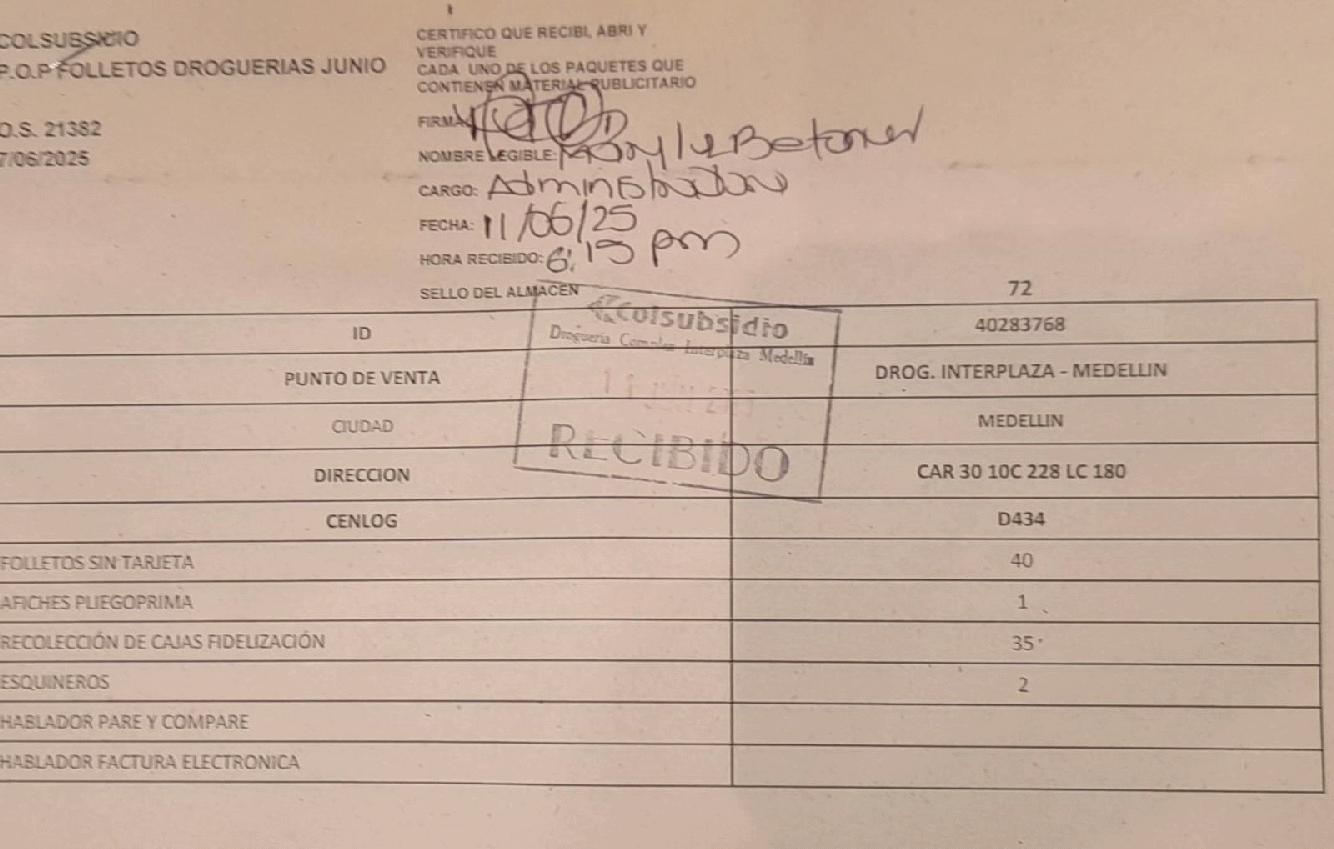 COLSUBSIDIO
P.O.P FOLLETOS DROGUERIAS JUNIO
O.S. 21382
7/06/2025
CERTIFICO QUE RECIBI, ABRI Y
VERIFIQUE
CADA UNO DE LOS PAQUETES QUE
CONTIENEN MATERIAL PUBLICITARIO
FIRMA
NOMBRE LEGIBLE:
CARGO: Administradora
FECHA: 11/06/25
HORA RECIBIDO: 6:15 pm
SELLO DEL ALMACEN
72
Colsubsidio
Drogueria Complex Interplaza Medellín
RECIBIDO
ID 40283768
PUNTO DE VENTA DROG. INTERPLAZA - MEDELLIN
CIUDAD MEDELLIN
DIRECCION CAR 30 10C 228 LC 180
CENLOG D434
FOLLETOS SIN TARJETA 40
AFICHES PLIEGOPRIMA 1
RECOLECCIÓN DE CAJAS FIDELIZACIÓN 35
ESQUINEROS 2
HABLADOR PARE Y COMPARE
HABLADOR FACTURA ELECTRONICA